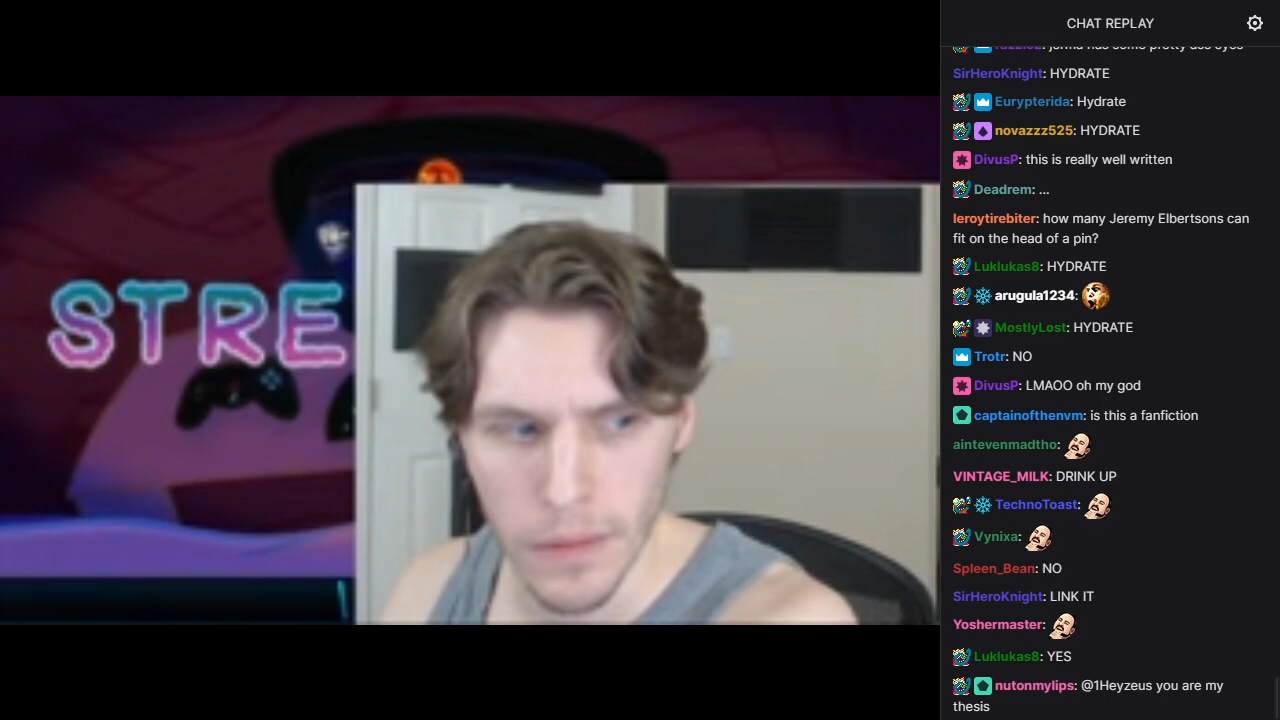 CHAT REPLAY
SirHeroKnight: HYDRATE
Eurypterida: Hydrate
novazzz525: HYDRATE
DivusP: this is really well written
Deadrem: ...
leroytirebiter: how many Jeremy Elbertsons can
fit on the head of a pin?
Luklukas8: HYDRATE
arugula1234:
MostlyLost: HYDRATE
Trotr: NO
DivusP: LMAOO oh my god
captainofthenvm: is this a fanfiction
aintevenmadtho:
VINTAGE_MILK: DRINK UP
TechnoToast:
Vynixa:
Spleen_Bean: NO
SirHeroKnight: LINK IT
Yoshermaster:
Luklukas8: YES
nutonmylips: @1Heyzeus you are my
thesis
STRE